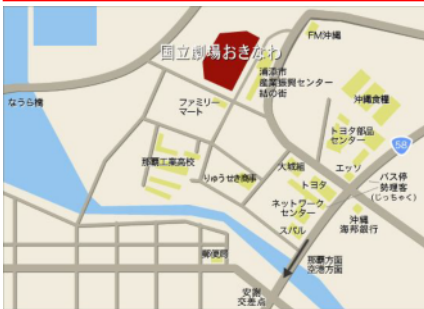 FM沖縄
国立劇場おきなわ
浦添市
産業振興センター
結の街
なうら橋
ファミリー
マート
沖縄食糧
トヨタ部品
センター
58
那覇工業高校
りゅうせき商事
大城組
エッソ
トヨタ
バス停
勢理客
(じっちゃく)
ネットワーク
センター
沖縄
海邦銀行
スバル
郵便局
那覇方面
空港方面
安謝
交差点